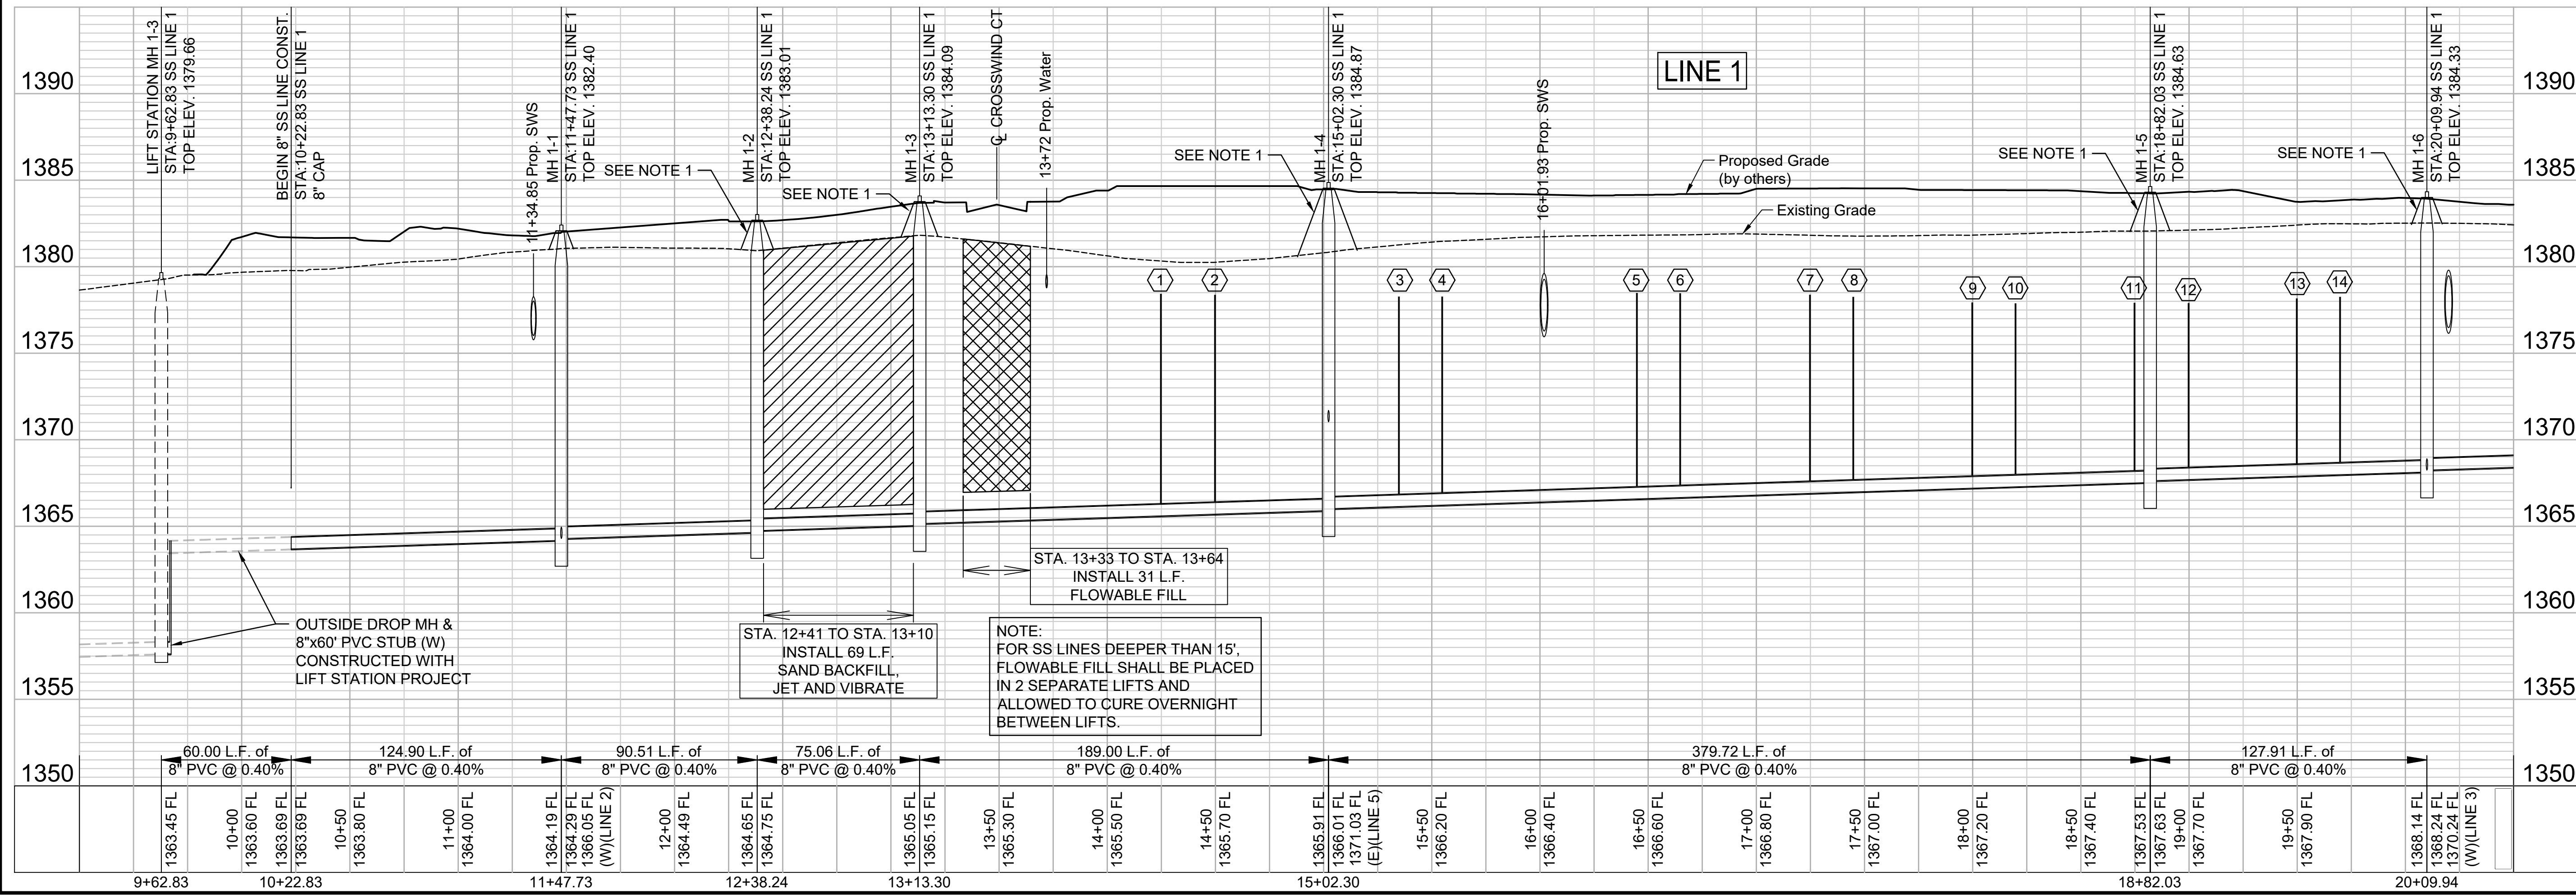 LIFT STATION MH 1-3
STA:9+62.83 SS LINE 1
TOP ELEV. 1379.66
BEGIN 8" SS LINE CONST.
STA:10+22.83 SS LINE 1
8" CAP
11+34.85 Prop. SWS
MH 1-1
STA:11+47.73 SS LINE 1
TOP ELEV. 1382.40
SEE NOTE 1
MH 1-2
STA:12+38.24 SS LINE 1
TOP ELEV. 1383.01
SEE NOTE 1
MH 1-3
STA:13+13.30 SS LINE 1
TOP ELEV. 1384.09
CL CROSSWIND CT
13+72 Prop. Water
SEE NOTE 1
MH 1-4
STA:15+02.30 SS LINE 1
TOP ELEV. 1384.87
16+01.93 Prop. SWS
LINE 1
Proposed Grade
(by others)
Existing Grade
SEE NOTE 1
MH 1-5
STA:18+82.03 SS LINE 1
TOP ELEV. 1384.63
SEE NOTE 1
MH 1-6
STA:20+09.94 SS LINE 1
TOP ELEV. 1384.33
1390
1385
1380
1375
1370
1365
1360
1355
1350
1390
1385
1380
1375
1370
1365
1360
1355
1350
1
2
3
4
5
6
7
8
9
10
11
12
13
14
OUTSIDE DROP MH &
8"x60' PVC STUB (W)
CONSTRUCTED WITH
LIFT STATION PROJECT
STA. 12+41 TO STA. 13+10
INSTALL 69 L.F.
SAND BACKFILL,
JET AND VIBRATE
STA. 13+33 TO STA. 13+64
INSTALL 31 L.F.
FLOWABLE FILL
NOTE:
FOR SS LINES DEEPER THAN 15',
FLOWABLE FILL SHALL BE PLACED
IN 2 SEPARATE LIFTS AND
ALLOWED TO CURE OVERNIGHT
BETWEEN LIFTS.
60.00 L.F. of
8" PVC @ 0.40%
124.90 L.F. of
8" PVC @ 0.40%
90.51 L.F. of
8" PVC @ 0.40%
75.06 L.F. of
8" PVC @ 0.40%
189.00 L.F. of
8" PVC @ 0.40%
379.72 L.F. of
8" PVC @ 0.40%
127.91 L.F. of
8" PVC @ 0.40%
1363.45 FL
10+00
1363.60 FL
1363.69 FL
1363.69 FL
10+50
1363.80 FL
11+00
1364.00 FL
1364.19 FL
1364.29 FL
1366.05 FL
(W)(LINE 2)
12+00
1364.49 FL
1364.65 FL
1364.75 FL
1365.05 FL
1365.15 FL
13+50
1365.30 FL
14+00
1365.50 FL
14+50
1365.70 FL
1365.91 FL
1366.01 FL
1371.03 FL
(E)(LINE 5)
15+50
1366.20 FL
16+00
1366.40 FL
16+50
1366.60 FL
17+00
1366.80 FL
17+50
1367.00 FL
18+00
1367.20 FL
18+50
1367.40 FL
1367.53 FL
1367.63 FL
19+00
1367.70 FL
19+50
1367.90 FL
1368.14 FL
1368.24 FL
1370.24 FL
(W)(LINE 3)
9+62.83
10+22.83
11+47.73
12+38.24
13+13.30
15+02.30
18+82.03
20+09.94